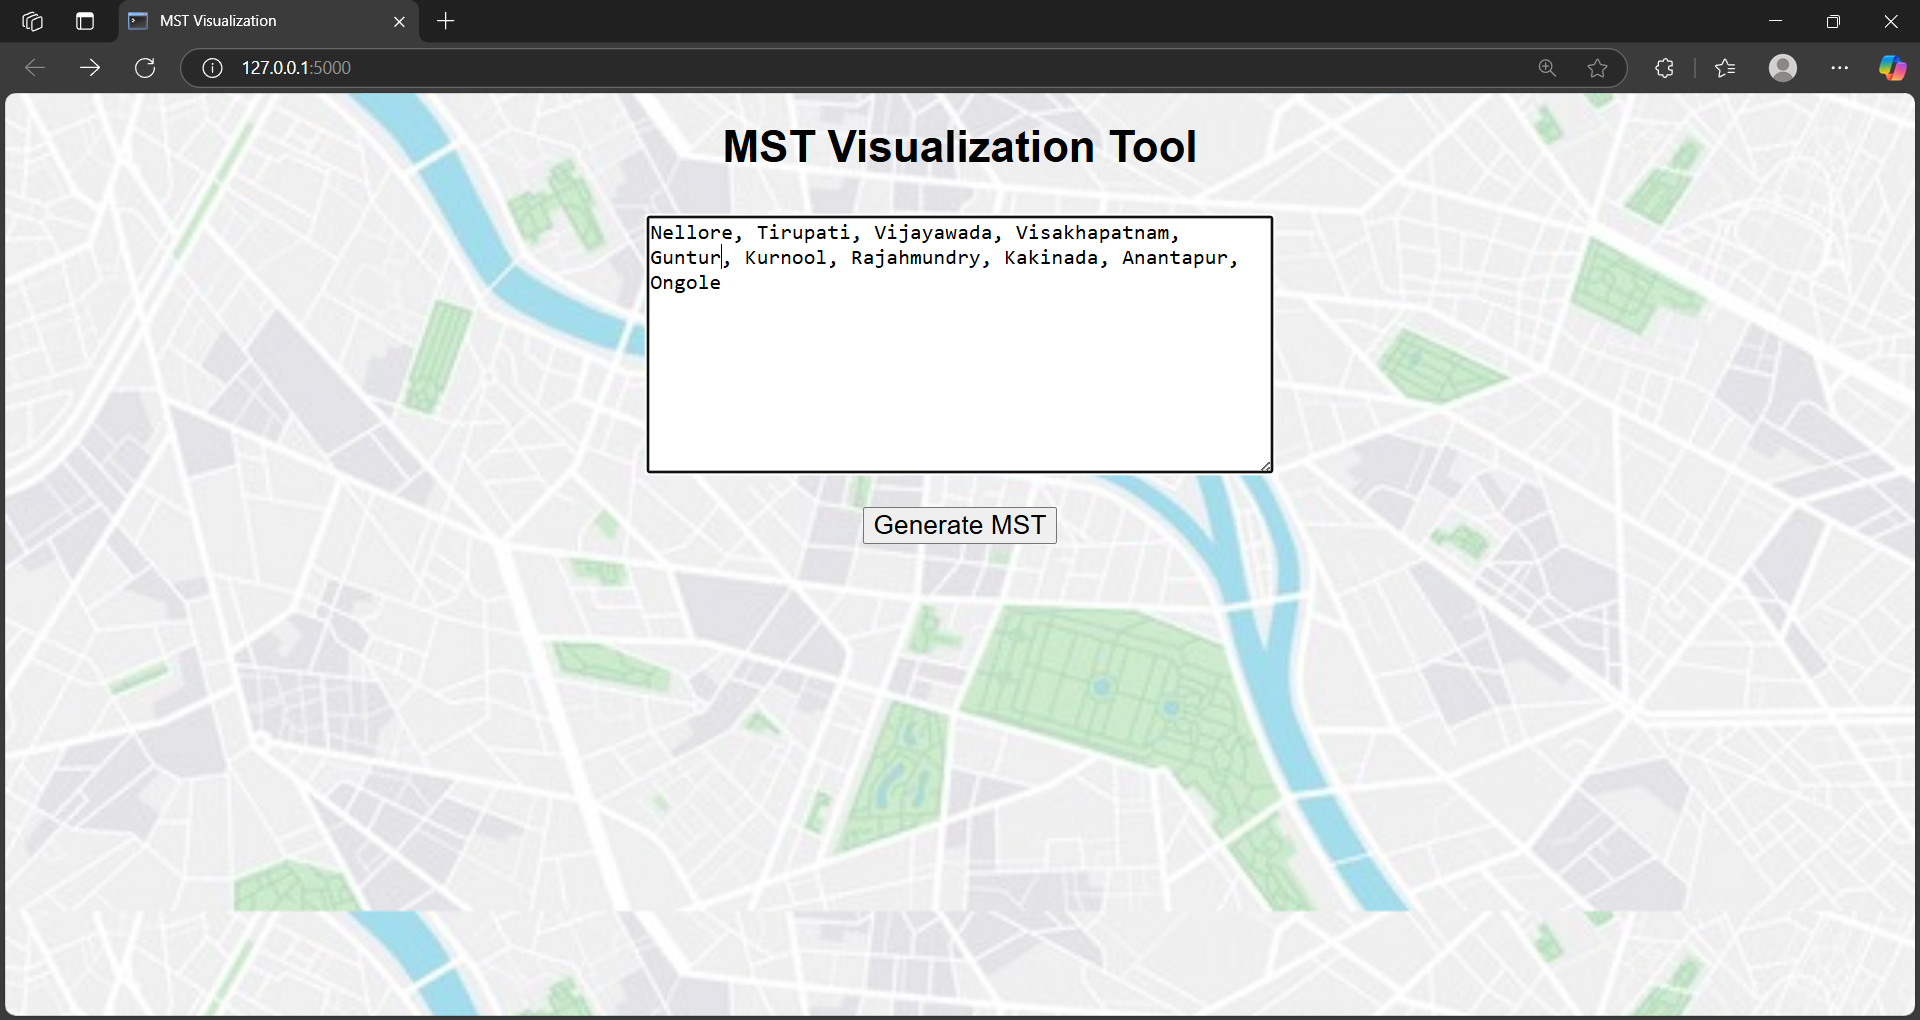 MST Visualization
127.0.0.1:5000
MST Visualization Tool
Nellore, Tirupati, Vijayawada, Visakhapatnam,
Guntur, Kurnool, Rajahmundry, Kakinada, Anantapur,
Ongole
Generate MST